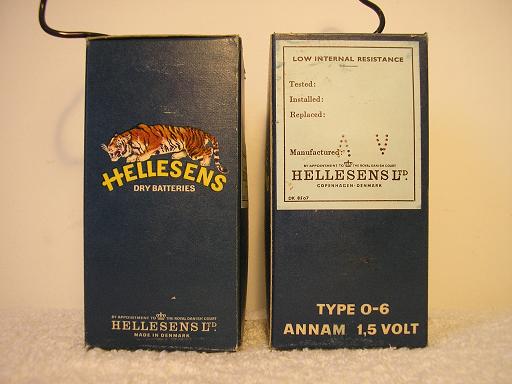 HELLESENS
DRY BATTERIES
BY APPOINTMENT TO THE ROYAL DANISH COURT
HELLESENS LTD.
MADE IN DENMARK
LOW INTERNAL RESISTANCE
Tested:
Installed:
Replaced:
Manufactured: A V
BY APPOINTMENT TO THE ROYAL DANISH COURT
HELLESENS LTD.
COPENHAGEN-DENMARK
TYPE O-6
ANNAM 1,5 VOLT